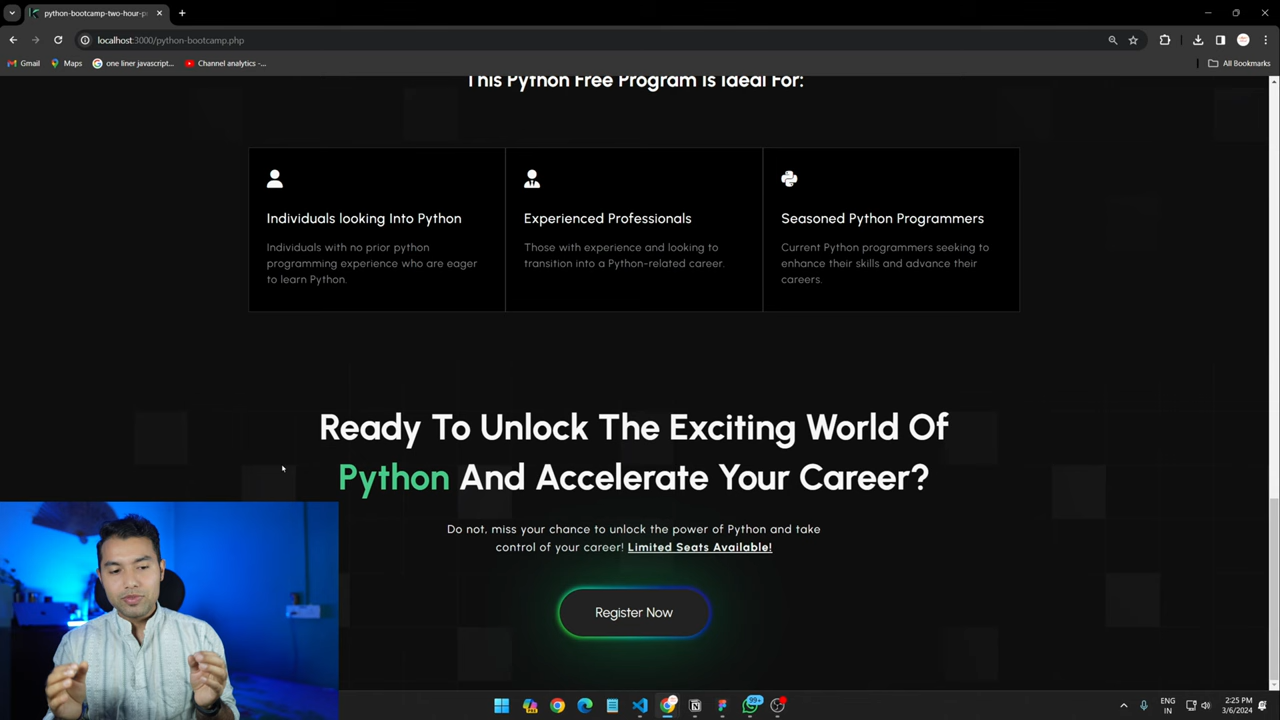 python-bootcamp-two-hour-p
localhost:3000/python-bootcamp.php
Gmail
Maps
one liner javascript...
Channel analytics -...
All Bookmarks
This Python Free Program Is Ideal For:
Individuals looking Into Python
Individuals with no prior python
programming experience who are eager
to learn Python.
Experienced Professionals
Those with experience and looking to
transition into a Python-related career.
Seasoned Python Programmers
Current Python programmers seeking to
enhance their skills and advance their
careers.
Ready To Unlock The Exciting World Of
Python And Accelerate Your Career?
Do not, miss your chance to unlock the power of Python and take
control of your career! Limited Seats Available!
Register Now
99+
ENG
IN
2:25 PM
3/6/2024